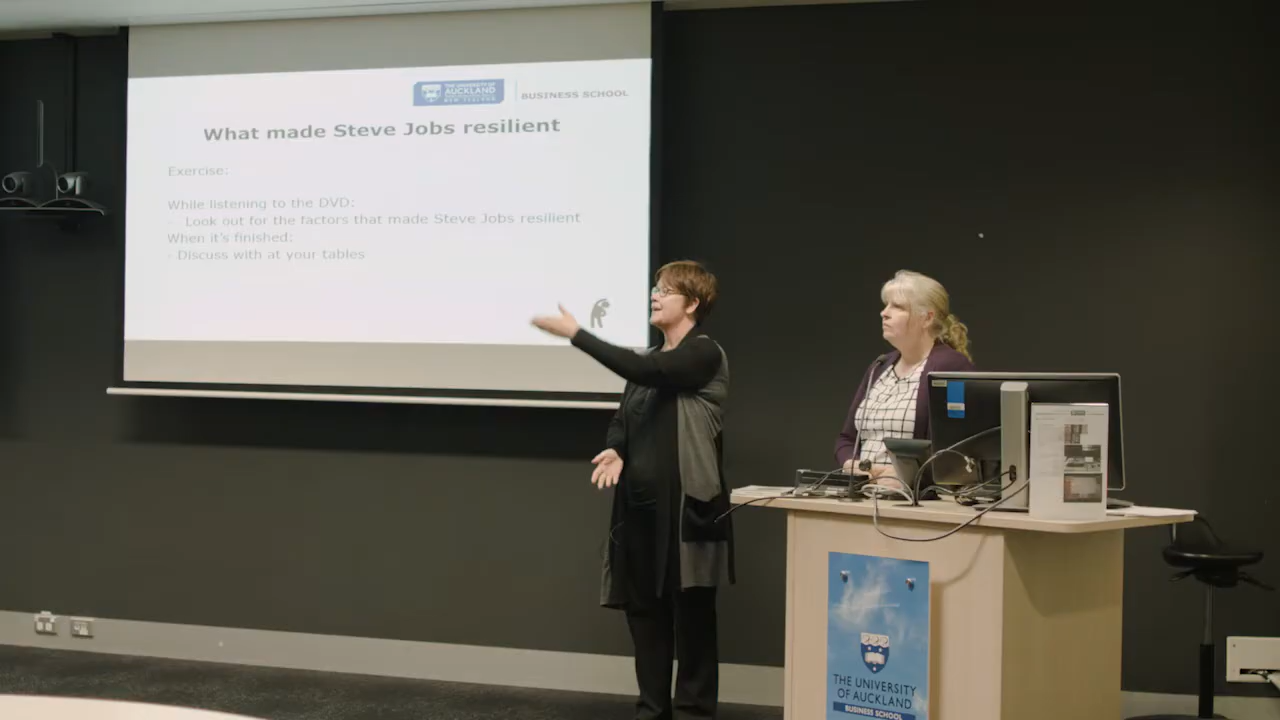 THE UNIVERSITY OF
AUCKLAND
NEW ZEALAND
BUSINESS SCHOOL
What made Steve Jobs resilient
Exercise:
While listening to the DVD:
- Look out for the factors that made Steve Jobs resilient
When it's finished:
- Discuss with at your tables
THE UNIVERSITY
OF AUCKLAND
BUSINESS SCHOOL